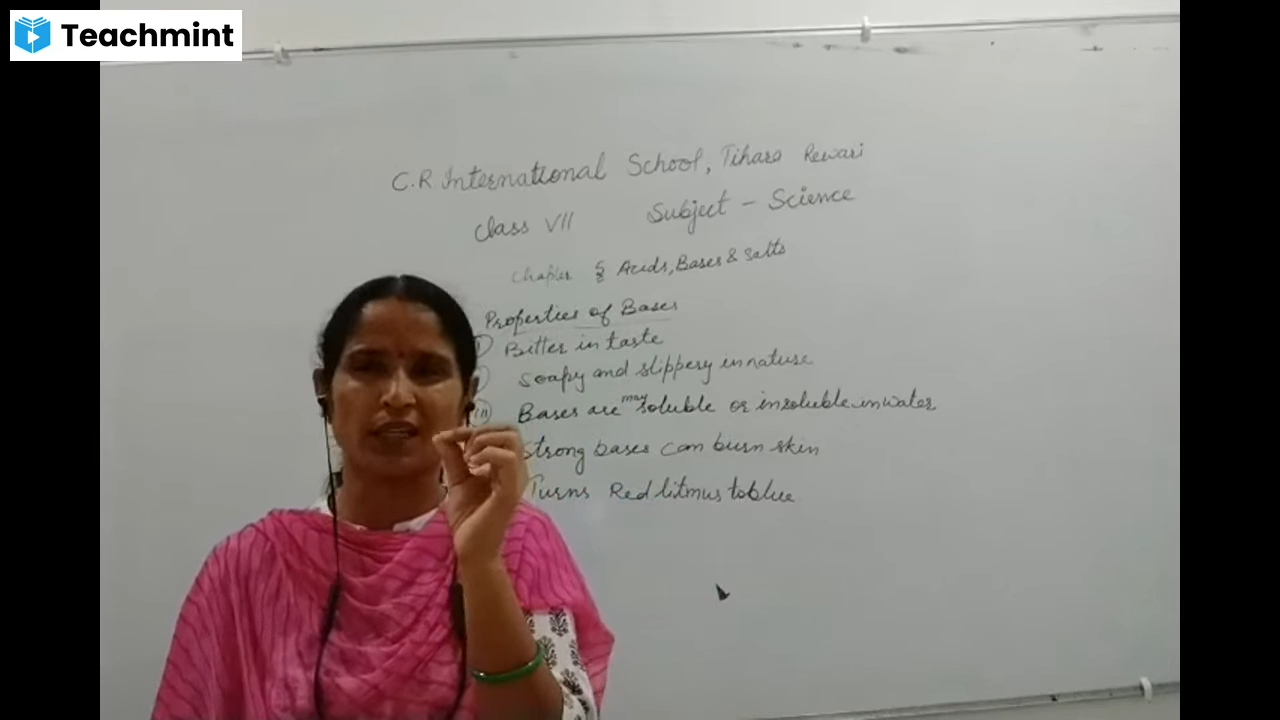 Teachmint
C.R International School, Tihara Rewari
Class VII Subject - Science
Chapter 5 Acids, Bases & Salts
Properties of Bases
Bitter in taste
Soapy and slippery in nature
(III) Bases are may soluble or insoluble in water
Strong bases can burn skin
Turns Red litmus to blue